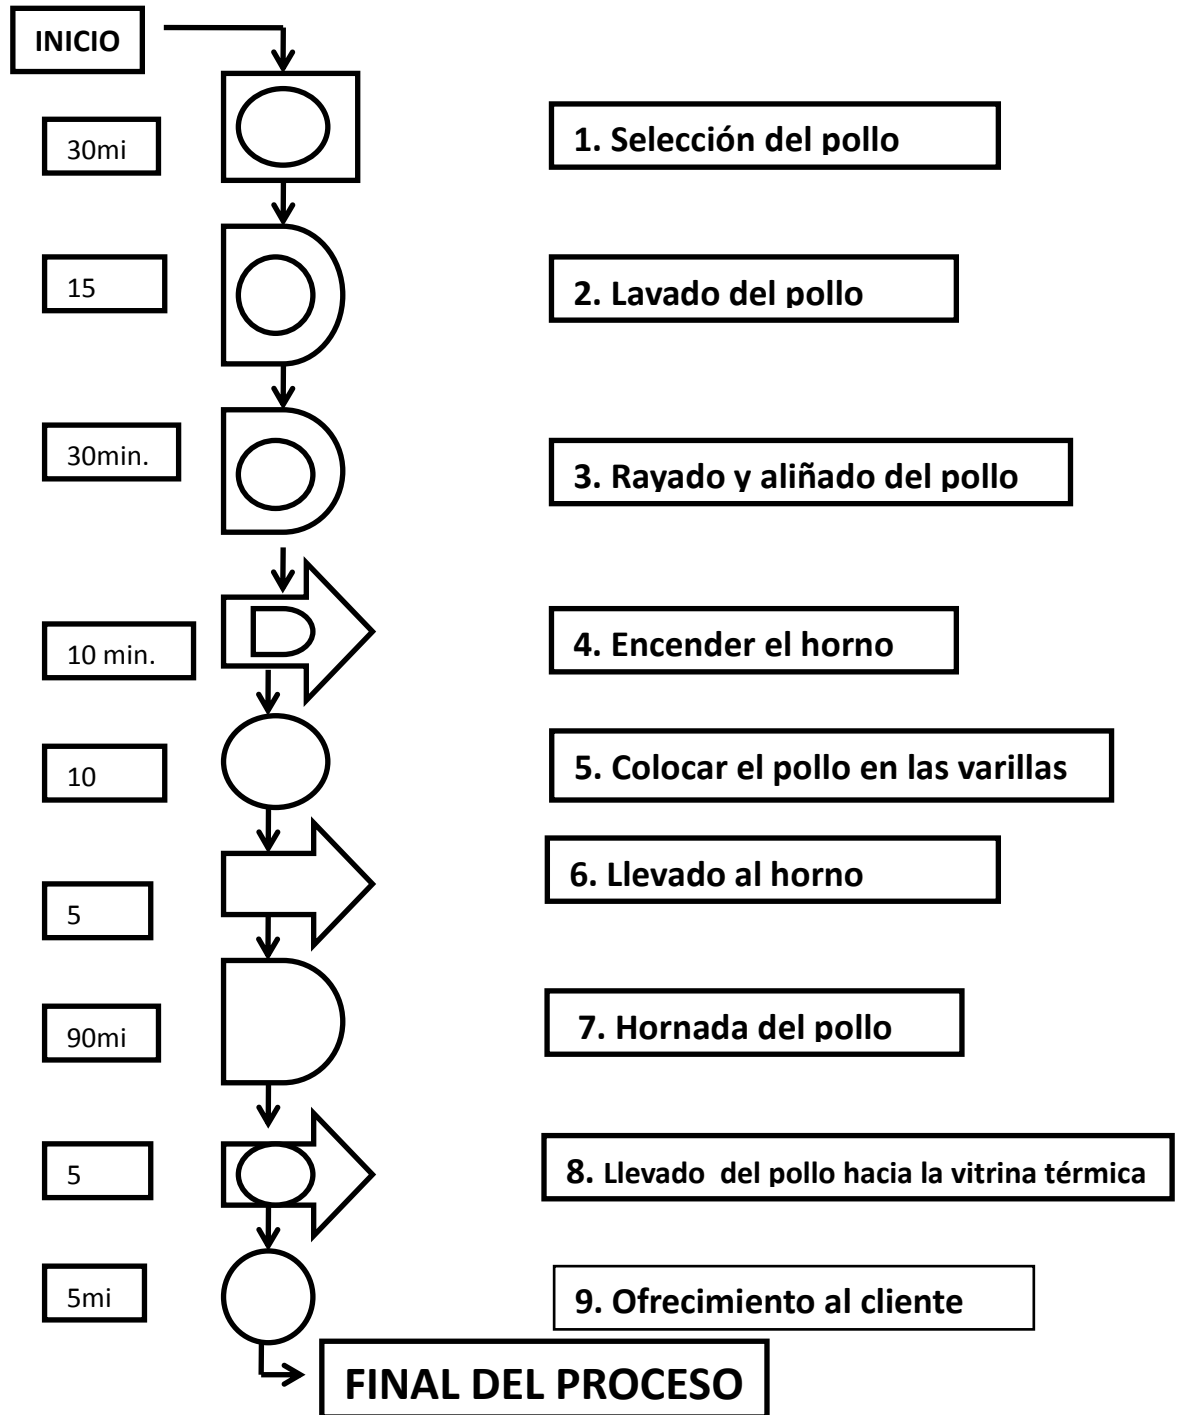 INICIO
30mi
1. Selección del pollo
15
2. Lavado del pollo
30min.
3. Rayado y aliñado del pollo
10 min.
4. Encender el horno
10
5. Colocar el pollo en las varillas
5
6. Llevado al horno
90mi
7. Hornada del pollo
5
8. Llevado del pollo hacia la vitrina térmica
5mi
9. Ofrecimiento al cliente
FINAL DEL PROCESO